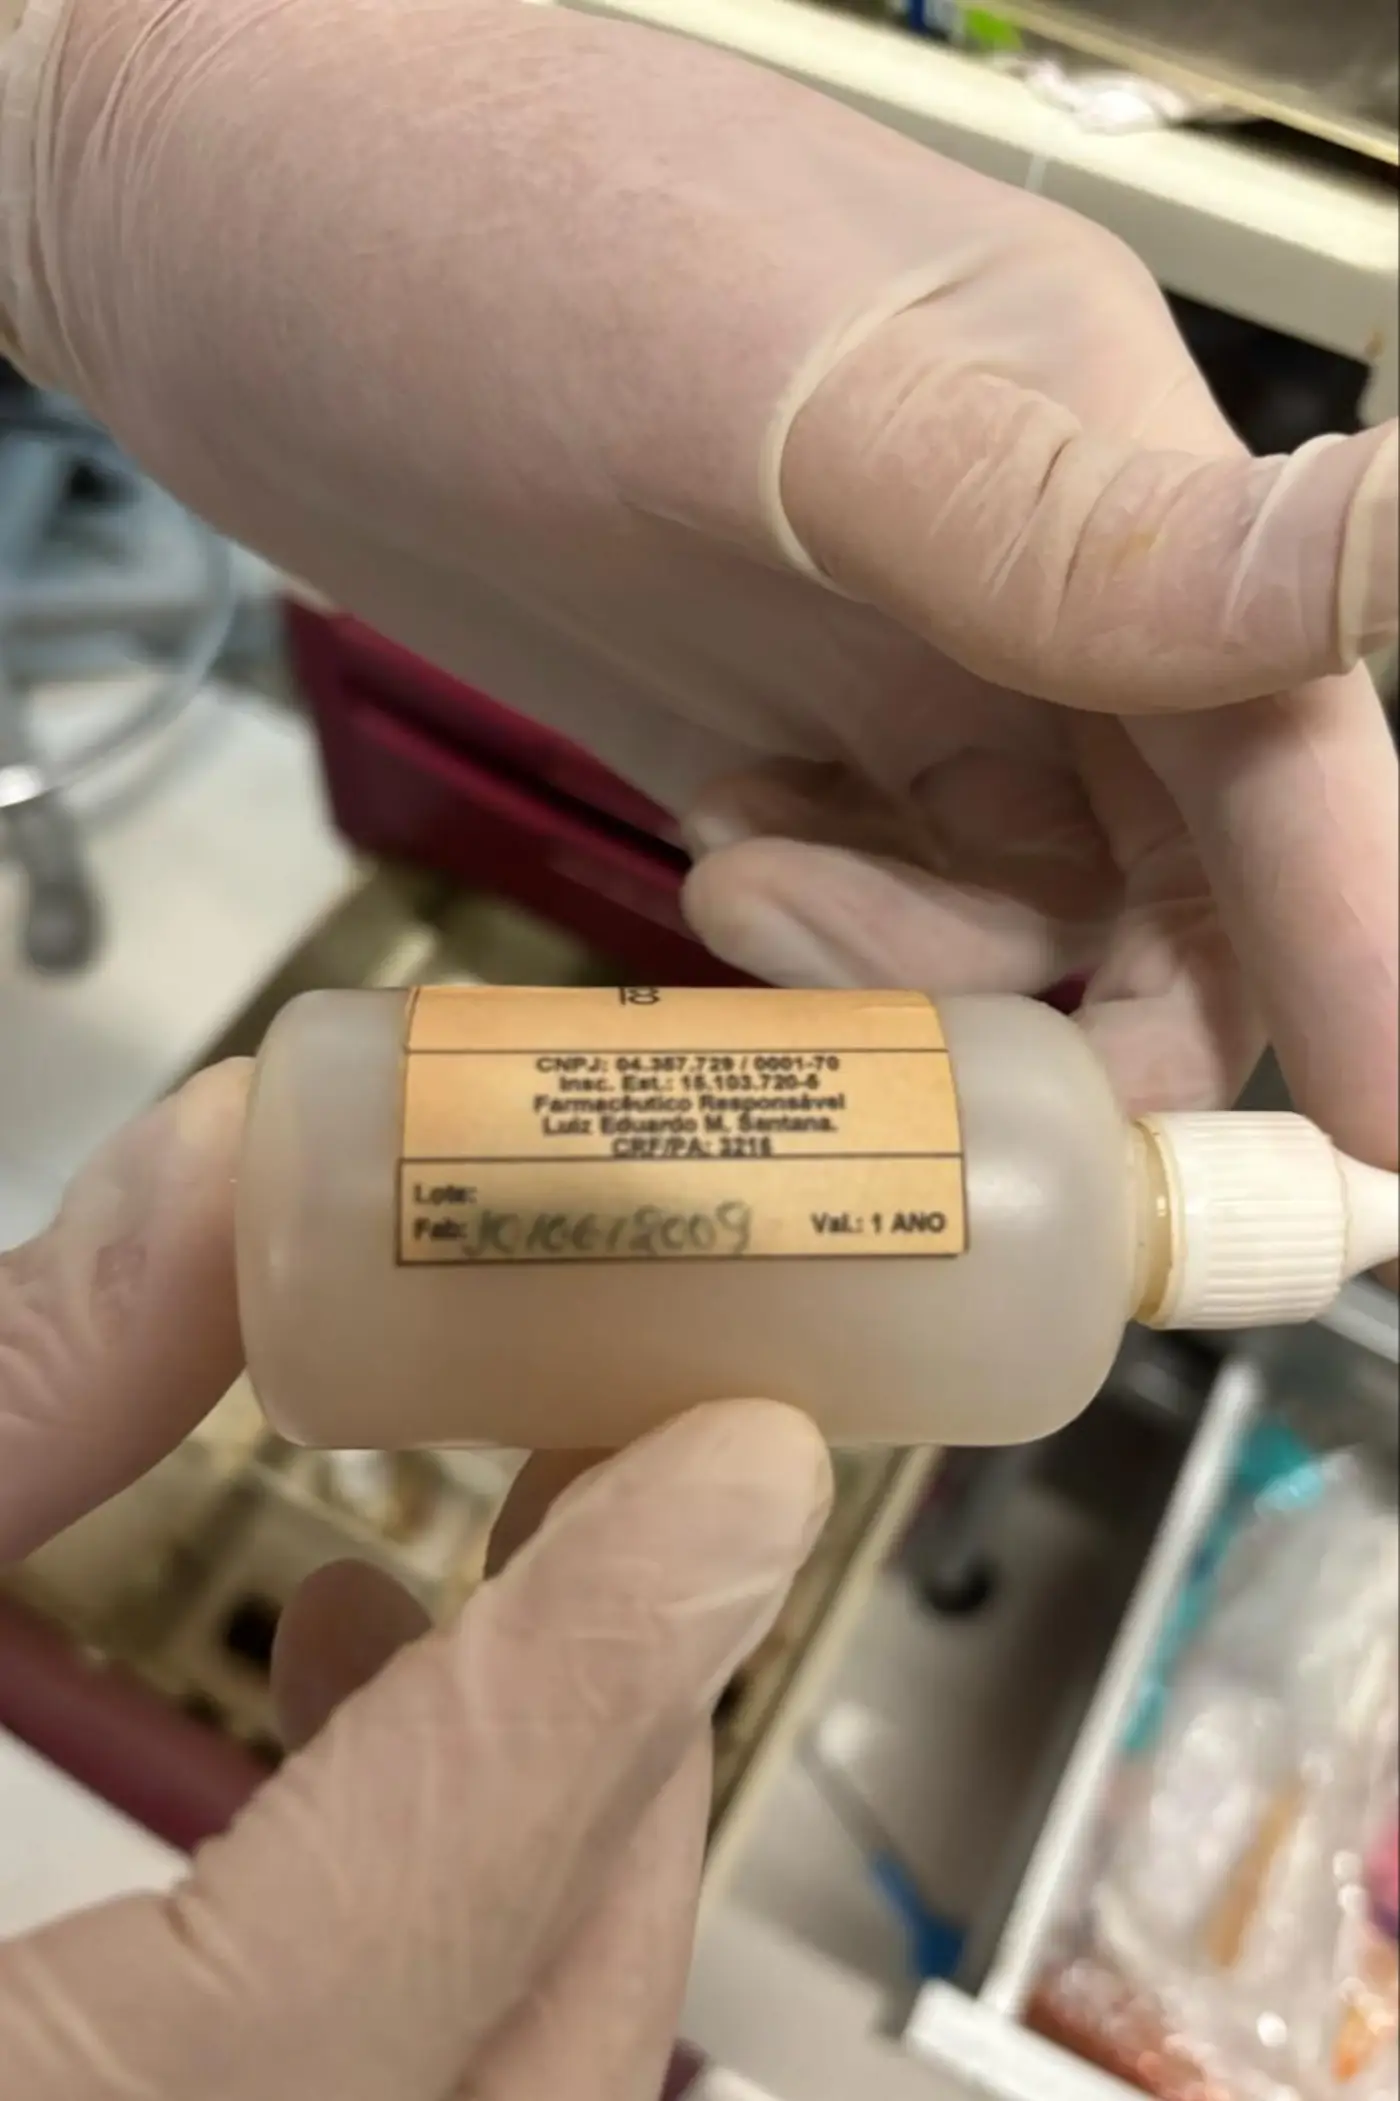 CNPJ: 04.387.729 / 0001-70
Insc. Est.: 15.103.720-5
Farmacêutico Responsável
Luiz Eduardo M. Santana.
CRF/PA: 3216
Lote:
Fab: 10/06/2009 Val.: 1 ANO